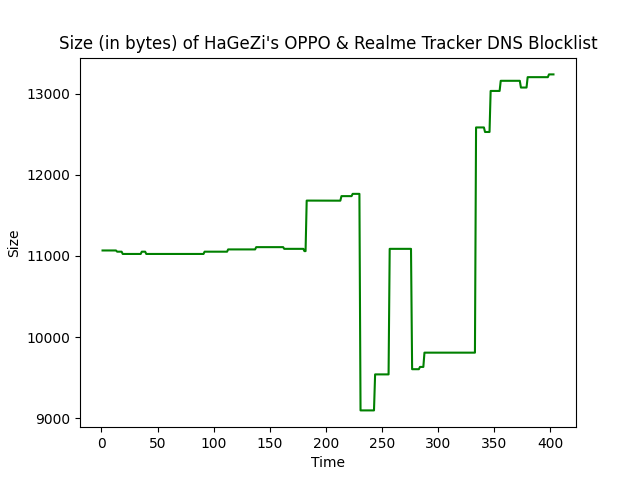 Size (in bytes) of HaGeZi's OPPO & Realme Tracker DNS Blocklist
13000
12000
11000
10000
9000
Size
0 50 100 150 200 250 300 350 400
Time